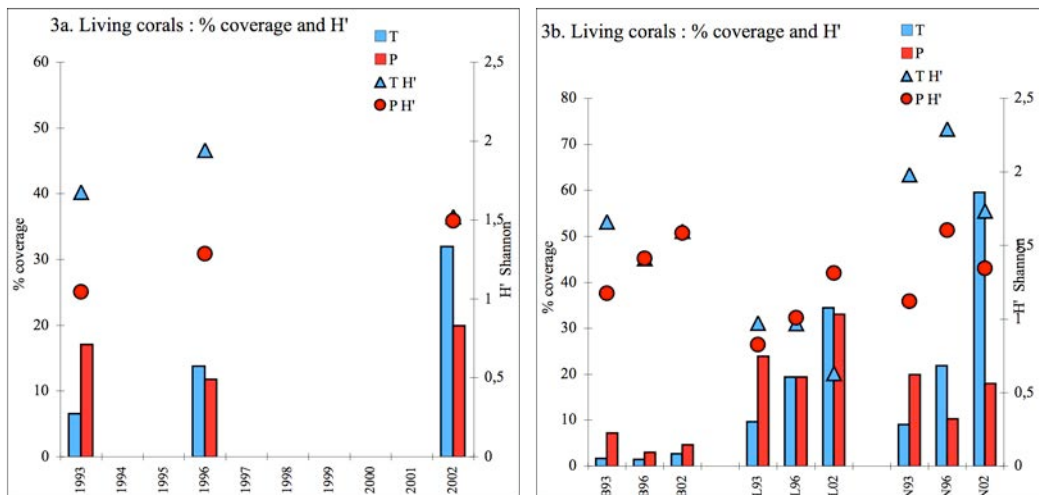 3a. Living corals : % coverage and H'
T
P
T H'
P H'
60
50
40
30
20
10
0
% coverage
2,5
2
1,5
1
0,5
0
H' Shannon
1993
1994
1995
1996
1997
1998
1999
2000
2001
2002
3b. Living corals : % coverage and H'
T
P
T H'
P H'
80
70
60
50
40
30
20
10
0
% coverage
2,5
2
1,5
1
0,5
0
H' Shannon
B93
B96
B02
L93
L96
L02
N93
N96
N02